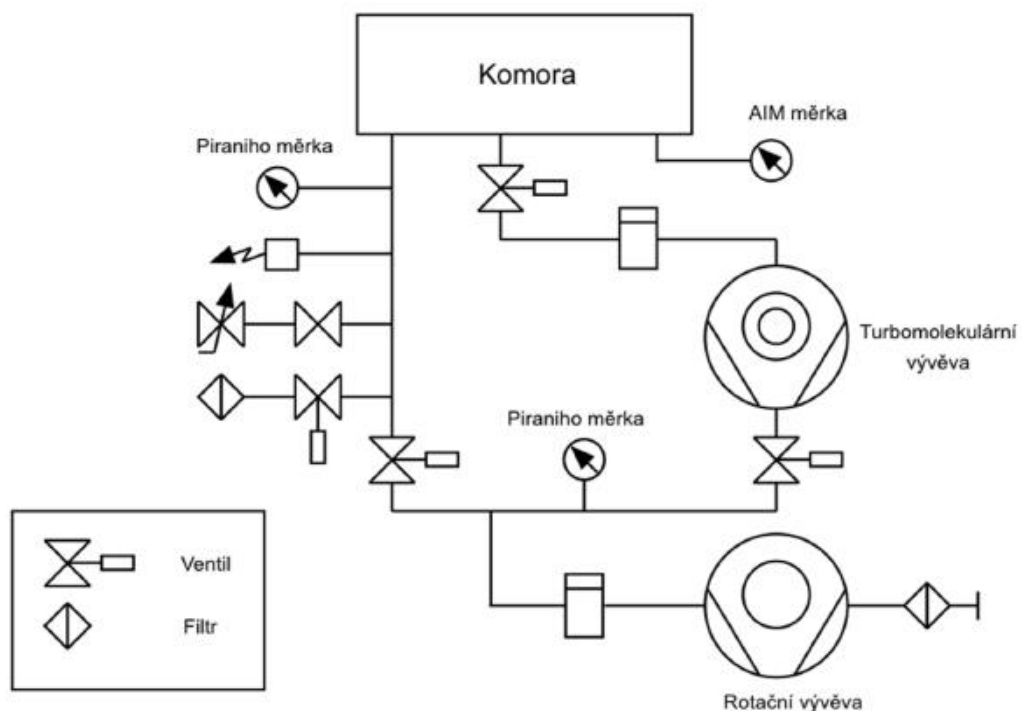 Komora
AIM měrka
Piraniho měrka
Turbomolekulární
vývěva
Piraniho měrka
Ventil
Filtr
Rotační vývěva